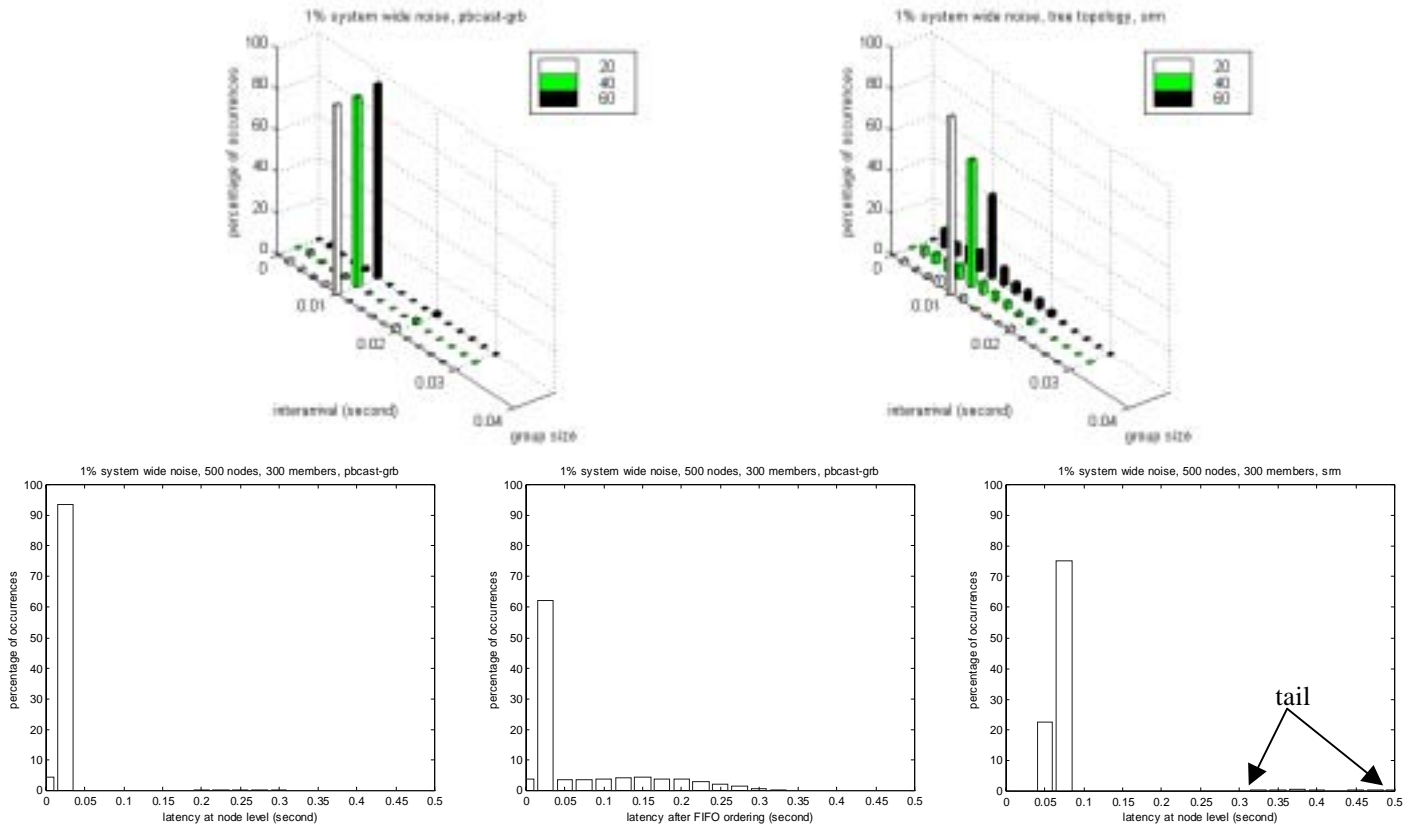 1% system wide noise, pbcast-grb
100
80
60
40
20
0
percentage of occurrences
0
0.01
0.02
0.03
0.04
interarrival (second)
group size
20
40
60
1% system wide noise, tree topology, srm
100
80
60
40
20
0
percentage of occurrences
0
0.01
0.02
0.03
0.04
interarrival (second)
group size
20
40
60
1% system wide noise, 500 nodes, 300 members, pbcast-grb
100
90
80
70
60
50
40
30
20
10
0
percentage of occurrences
0 0.05 0.1 0.15 0.2 0.25 0.3 0.35 0.4 0.45 0.5
latency at node level (second)
1% system wide noise, 500 nodes, 300 members, pbcast-grb
100
90
80
70
60
50
40
30
20
10
0
percentage of occurrences
0 0.05 0.1 0.15 0.2 0.25 0.3 0.35 0.4 0.45 0.5
latency after FIFO ordering (second)
1% system wide noise, 500 nodes, 300 members, srm
100
90
80
70
60
50
40
30
20
10
0
percentage of occurrences
tail
0 0.05 0.1 0.15 0.2 0.25 0.3 0.35 0.4 0.45 0.5
latency at node level (second)